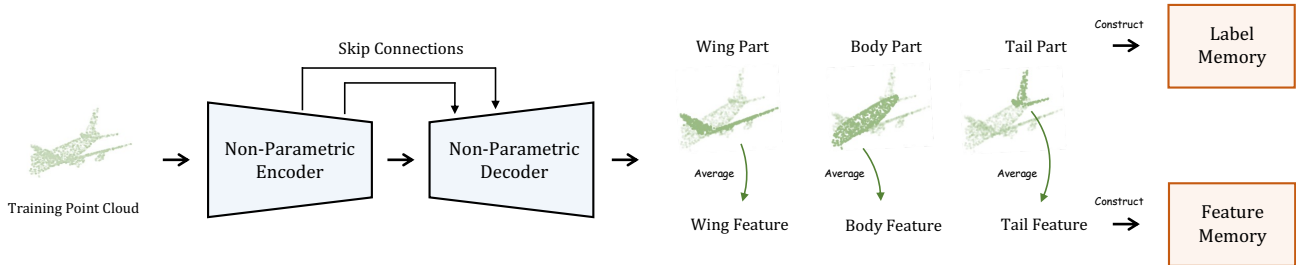 Training Point Cloud
Skip Connections
Non-Parametric
Encoder
Non-Parametric
Decoder
Wing Part
Body Part
Tail Part
Average
Average
Average
Wing Feature
Body Feature
Tail Feature
Construct
Label
Memory
Construct
Feature
Memory